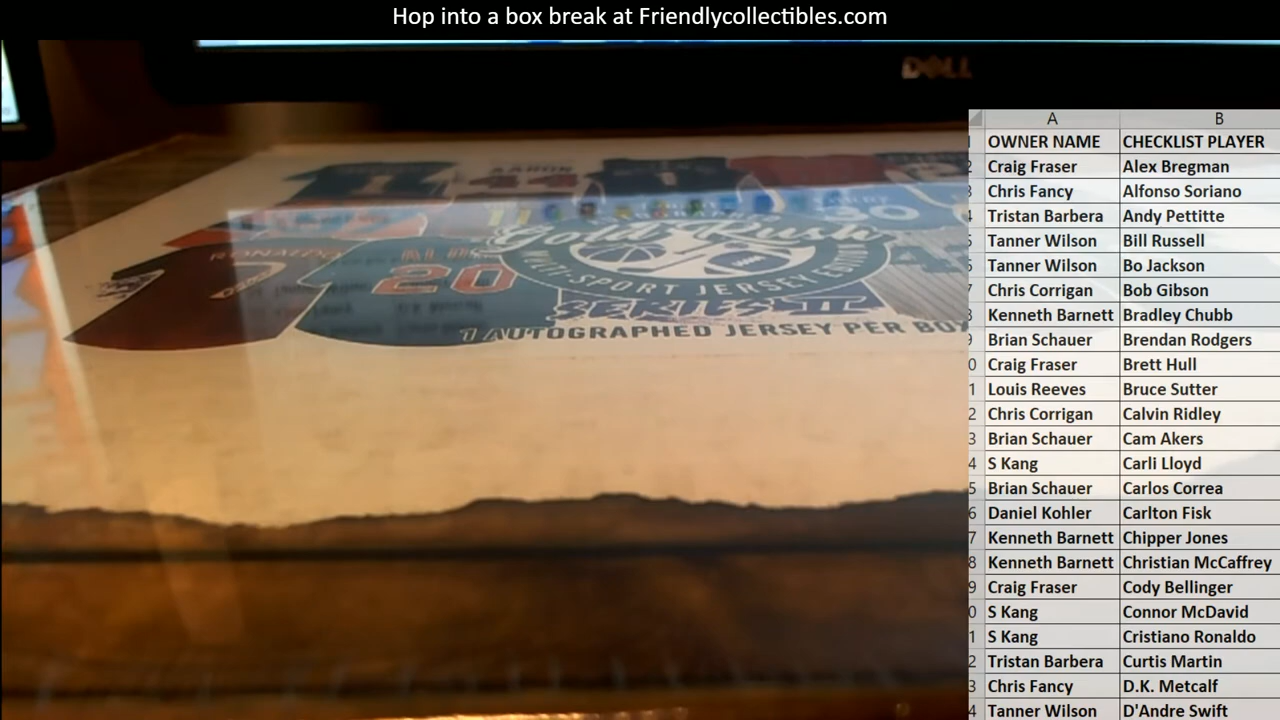 Hop into a box break at Friendlycollectibles.com
DELL
AARON
RONALDO
20
30
Gold Rush
MULTI-SPORT JERSEY EDITION
SERIES II
1 AUTOGRAPHED JERSEY PER BOX
A B
OWNER NAME CHECKLIST PLAYER
Craig Fraser Alex Bregman
Chris Fancy Alfonso Soriano
Tristan Barbera Andy Pettitte
Tanner Wilson Bill Russell
Tanner Wilson Bo Jackson
Chris Corrigan Bob Gibson
Kenneth Barnett Bradley Chubb
Brian Schauer Brendan Rodgers
Craig Fraser Brett Hull
Louis Reeves Bruce Sutter
Chris Corrigan Calvin Ridley
Brian Schauer Cam Akers
S Kang Carli Lloyd
Brian Schauer Carlos Correa
Daniel Kohler Carlton Fisk
Kenneth Barnett Chipper Jones
Kenneth Barnett Christian McCaffrey
Craig Fraser Cody Bellinger
S Kang Connor McDavid
S Kang Cristiano Ronaldo
Tristan Barbera Curtis Martin
Chris Fancy D.K. Metcalf
Tanner Wilson D'Andre Swift